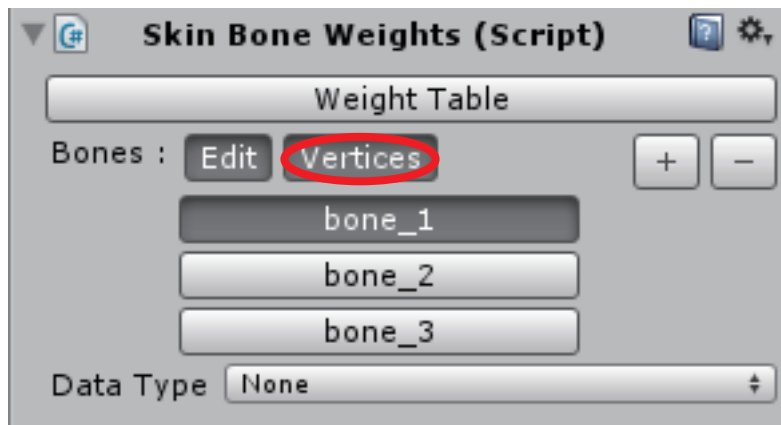 Skin Bone Weights (Script)
Weight Table
Bones : Edit Vertices + −
bone_1
bone_2
bone_3
Data Type None